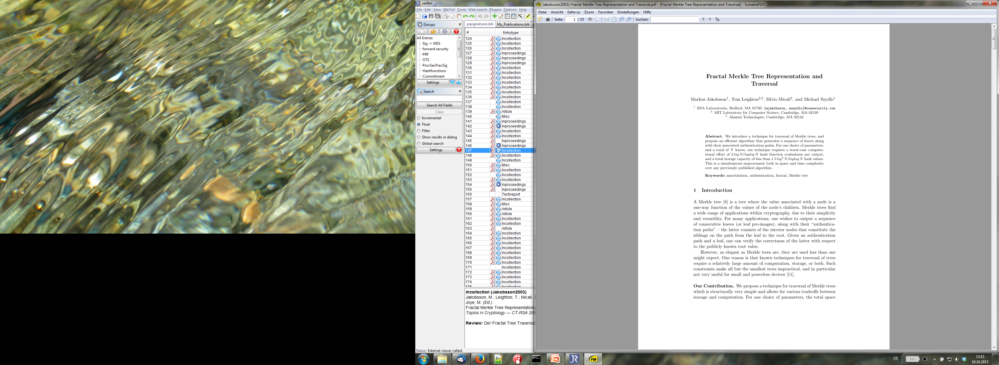 JabRef
File Edit View BibTeX Tools Web search Plugins Options Help
Groups
All Entries
Sig -> MSS
forward security
PRF
OTS
ProvSecPracSig
Hashfunctions
Commitment
Settings
Search
Search All Fields
Clear
Incremental
Float
Filter
Show results in dialog
Global search
Settings
pqsignatures.bib My_Publications.bib
# Entrytype
124 Incollection
125 Incollection
126 Incollection
127 Inproceedings
128 Inproceedings
129 Inproceedings
130 Incollection
131 Incollection
132 Incollection
133 Incollection
134 Incollection
135 Incollection
136 Incollection
137 Incollection
138 Incollection
139 Article
140 Misc
141 Inproceedings
142 Inproceedings
143 Incollection
144 Incollection
145 Inproceedings
146 Inproceedings
147 Incollection
148 Incollection
149 Incollection
150 Misc
151 Incollection
152 Incollection
153 Incollection
154 Inproceedings
155 Inproceedings
156 Techreport
157 Incollection
158 Misc
159 Article
160 Article
161 Incollection
162 Incollection
163 Article
164 Incollection
165 Incollection
166 Incollection
167 Incollection
168 Incollection
169 Incollection
170 Incollection
171 Incollection
172 Incollection
173 Incollection
174 Incollection
175 Incollection
Incollection (Jakobsson2003)
Jakobsson, M.; Leighton, T.; Micali,
Joye, M. (Ed.)
Fractal Merkle Tree Representation
Topics in Cryptology — CT-RSA 20
Review: Der Fractal Tree Traversa
Status: External viewer called.
Jakobsson(2003)-Fractal Merkle Tree Representation and Traversal.pdf - [Fractal Merkle Tree Representation and Traversal] - SumatraPDF
Datei Ansicht Gehe zu Zoom Favoriten Einstellungen Hilfe
Seite: 1 / 15 Suchen:
Fractal Merkle Tree Representation and
Traversal
Markus Jakobsson¹, Tom Leighton²,³, Silvio Micali³, and Michael Szydlo¹
¹ RSA Laboratories, Bedford, MA 01730. {mjakobsson, mszydlo}@rsasecurity.com
² MIT Laboratory for Computer Science, Cambridge, MA 02139
³ Akamai Technologies, Cambridge, MA 02142
Abstract. We introduce a technique for traversal of Merkle trees, and
propose an efficient algorithm that generates a sequence of leaves along
with their associated authentication paths. For one choice of parameters,
and a total of N leaves, our technique requires a worst-case computa-
tional effort of 2 log N/loglog N hash function evaluations per output,
and a total storage capacity of less than 1.5 log² N/loglog N hash values.
This is a simultaneous improvement both in space and time complexity
over any previously published algorithm.
Keywords: amortization, authentication, fractal, Merkle tree
1 Introduction
A Merkle tree [8] is a tree where the value associated with a node is a
one-way function of the values of the node's children. Merkle trees find
a wide range of applications within cryptography, due to their simplicity
and versatility. For many applications, one wishes to output a sequence
of consecutive leaves (or leaf pre-images), along with their “authentica-
tion paths” – the latter consists of the interior nodes that constitute the
siblings on the path from the leaf to the root. Given an authentication
path and a leaf, one can verify the correctness of the latter with respect
to the publicly known root value.
However, as elegant as Merkle trees are, they are used less than one
might expect. One reason is that known techniques for traversal of trees
require a relatively large amount of computation, storage, or both. Such
constraints make all but the smallest trees impractical, and in particular
not very useful for small and powerless devices [11].
Our Contribution. We propose a technique for traversal of Merkle trees
which is structurally very simple and allows for various tradeoffs between
storage and computation. For one choice of parameters, the total space
DE
13:15
10.10.2013